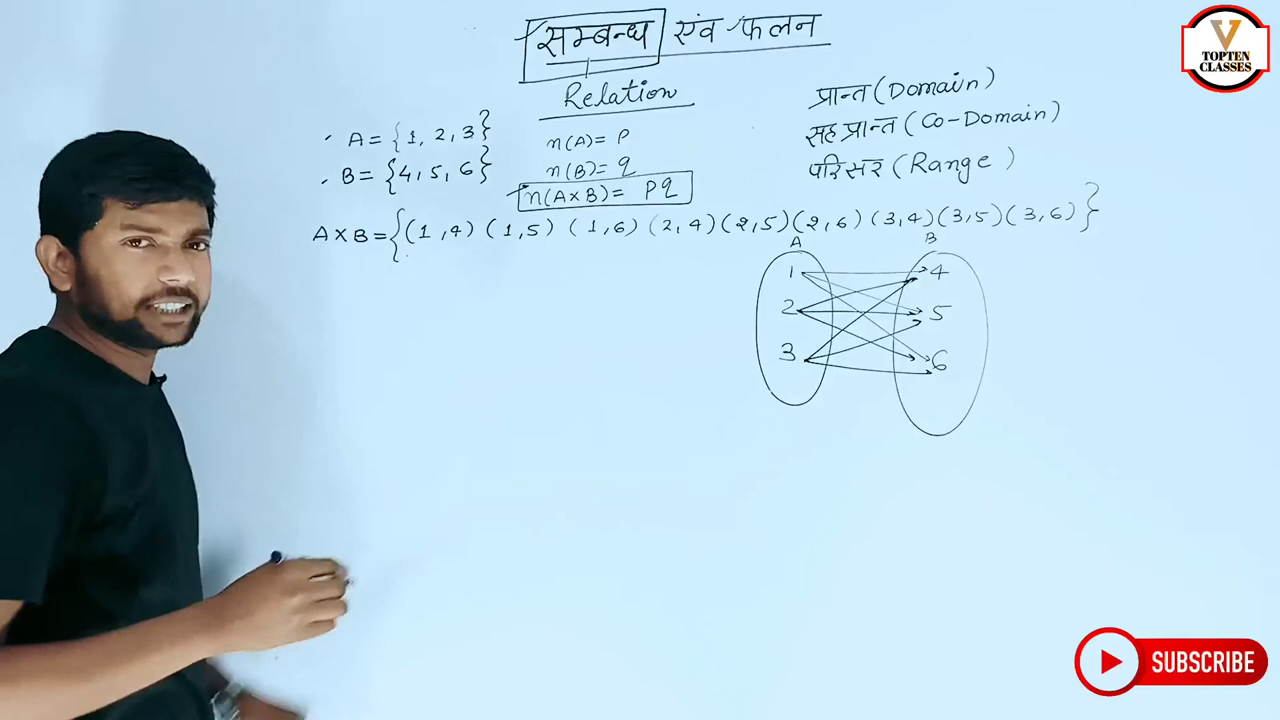 सम्बन्ध एंव फलन
Relation
A = {1, 2, 3}
B = {4, 5, 6}
n(A) = P
n(B) = q
n(A×B) = Pq
प्रान्त (Domain)
सह प्रान्त (Co-Domain)
परिसर (Range)
A × B = {(1,4) (1,5) (1,6) (2,4) (2,5) (2,6) (3,4) (3,5) (3,6)}
A B
1 4
2 5
3 6
V
TOPTEN
CLASSES
SUBSCRIBE